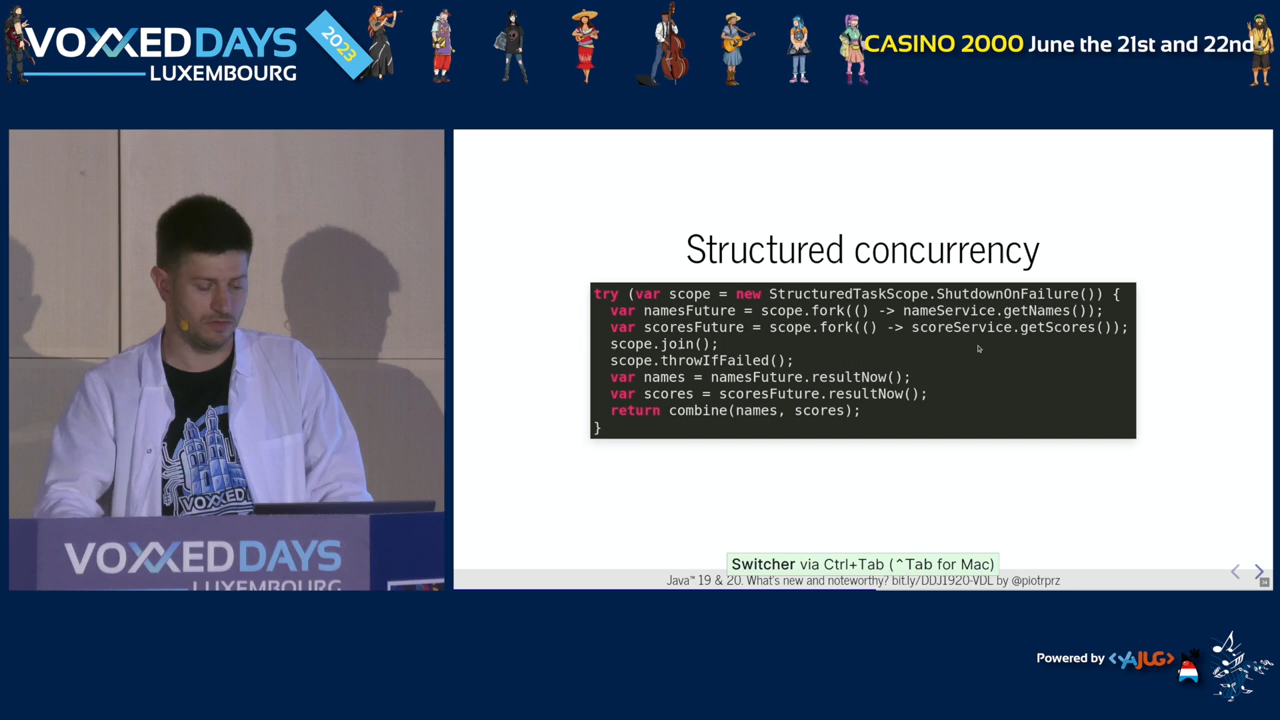 VOXXEDDAYS
LUXEMBOURG
2023
CASINO 2000 June the 21st and 22nd
Structured concurrency
try (var scope = new StructuredTaskScope.ShutdownOnFailure()) {
var namesFuture = scope.fork(() -> nameService.getNames());
var scoresFuture = scope.fork(() -> scoreService.getScores());
scope.join();
scope.throwIfFailed();
var names = namesFuture.resultNow();
var scores = scoresFuture.resultNow();
return combine(names, scores);
}
Switcher via Ctrl+Tab (^Tab for Mac)
Java™ 19 & 20. What's new and noteworthy? bit.ly/DDJ1920-VDL by @piotrprz
34
VOXXED
VOXXEDDAYS
LUXEMBOURG
Powered by <YAJUG>